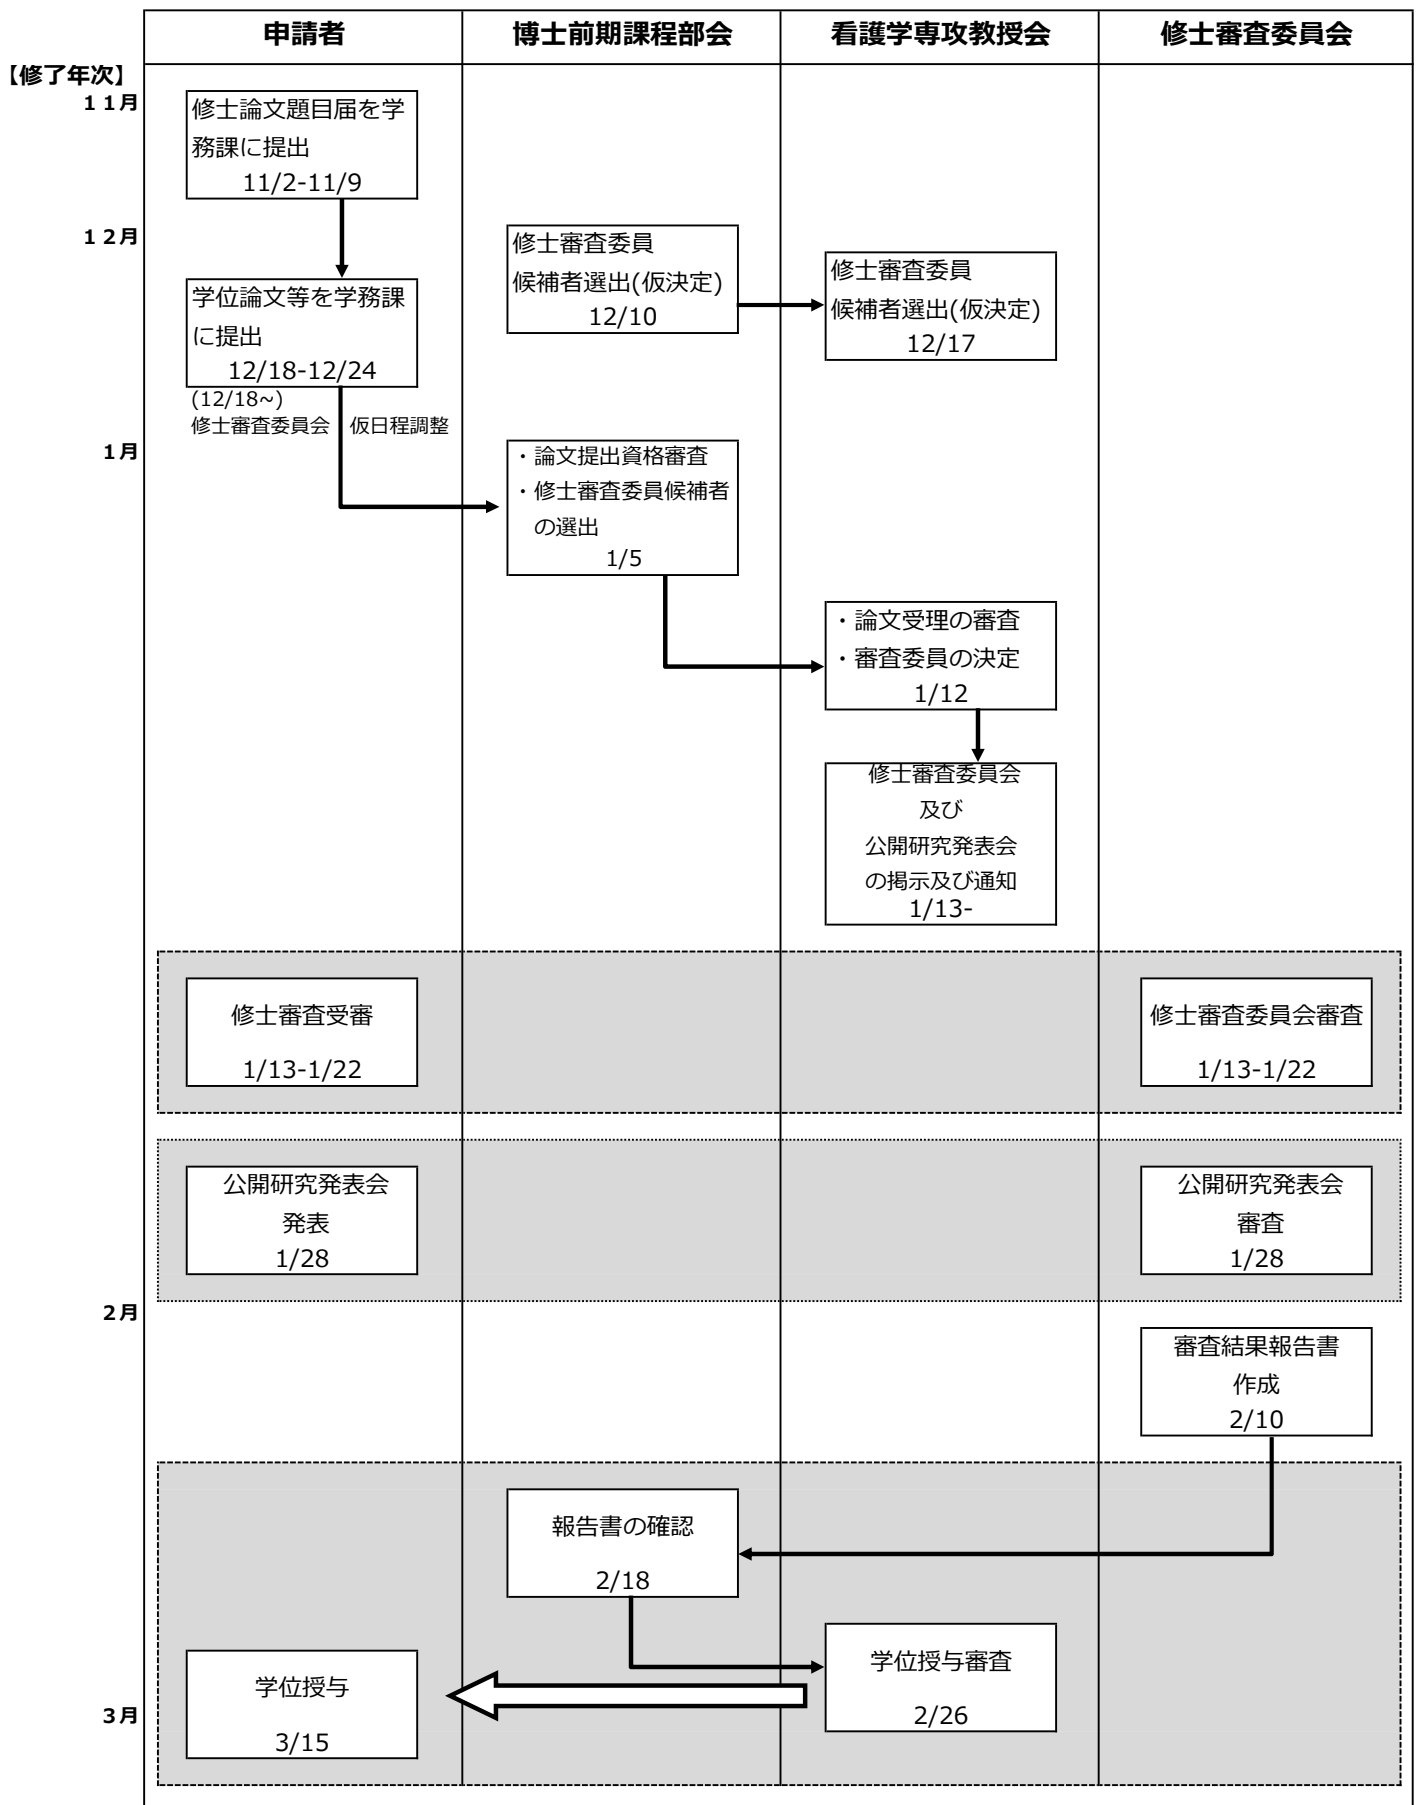 申請者
博士前期課程部会
看護学専攻教授会
修士審査委員会
【修了年次】
11月
修士論文題目届を学
務課に提出
11/2-11/9
12月
修士審査委員
候補者選出(仮決定)
12/10
修士審査委員
候補者選出(仮決定)
12/17
学位論文等を学務課
に提出
12/18-12/24
(12/18~)
修士審査委員会 仮日程調整
1月
・論文提出資格審査
・修士審査委員候補者
の選出
1/5
・論文受理の審査
・審査委員の決定
1/12
修士審査委員会
及び
公開研究発表会
の掲示及び通知
1/13-
修士審査受審
1/13-1/22
修士審査委員会審査
1/13-1/22
公開研究発表会
発表
1/28
公開研究発表会
審査
1/28
2月
審査結果報告書
作成
2/10
報告書の確認
2/18
学位授与審査
2/26
学位授与
3/15
3月